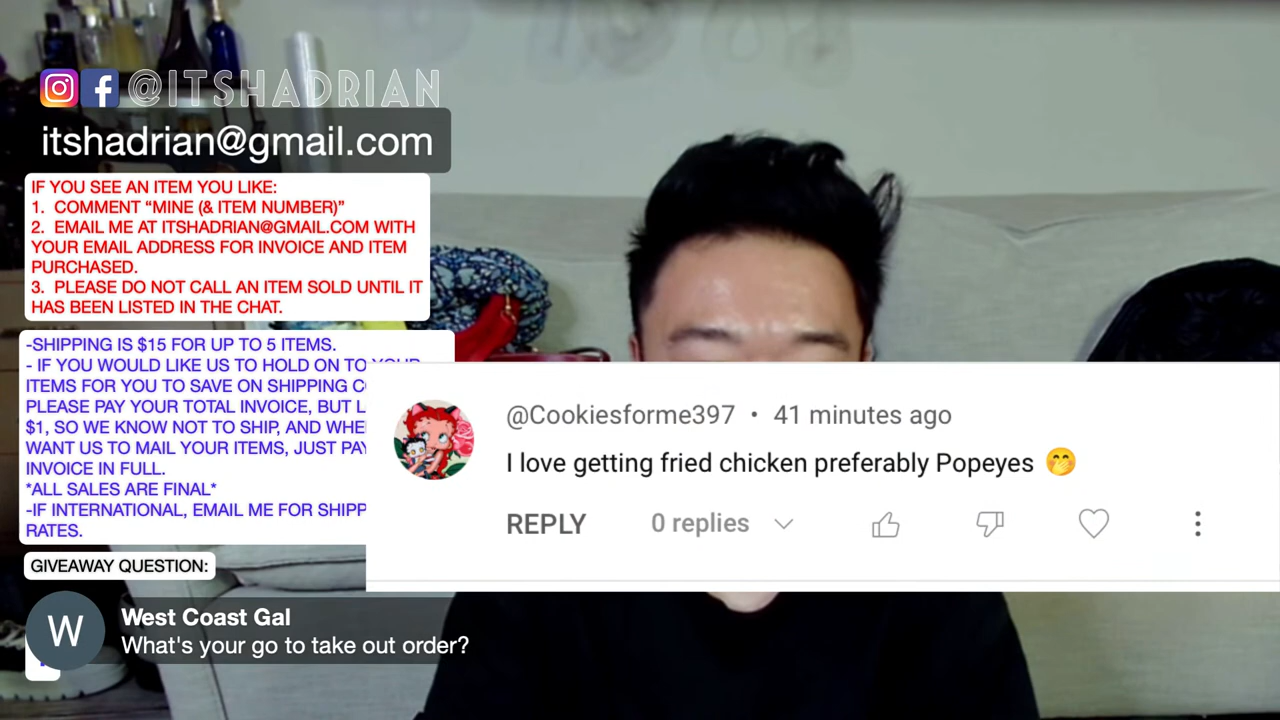 @ITSHADRIAN
itshadrian@gmail.com
IF YOU SEE AN ITEM YOU LIKE:
1. COMMENT “MINE (& ITEM NUMBER)”
2. EMAIL ME AT ITSHADRIAN@GMAIL.COM WITH
YOUR EMAIL ADDRESS FOR INVOICE AND ITEM
PURCHASED.
3. PLEASE DO NOT CALL AN ITEM SOLD UNTIL IT
HAS BEEN LISTED IN THE CHAT.
-SHIPPING IS $15 FOR UP TO 5 ITEMS.
- IF YOU WOULD LIKE US TO HOLD ON TO YOUR
ITEMS FOR YOU TO SAVE ON SHIPPING
PLEASE PAY YOUR TOTAL INVOICE, BUT
$1, SO WE KNOW NOT TO SHIP, AND
WANT US TO MAIL YOUR ITEMS, JUST PAY
INVOICE IN FULL.
*ALL SALES ARE FINAL*
-IF INTERNATIONAL, EMAIL ME FOR
RATES.
@Cookiesforme397 • 41 minutes ago
I love getting fried chicken preferably Popeyes 🤭
REPLY 0 replies
GIVEAWAY QUESTION:
W
West Coast Gal
What's your go to take out order?